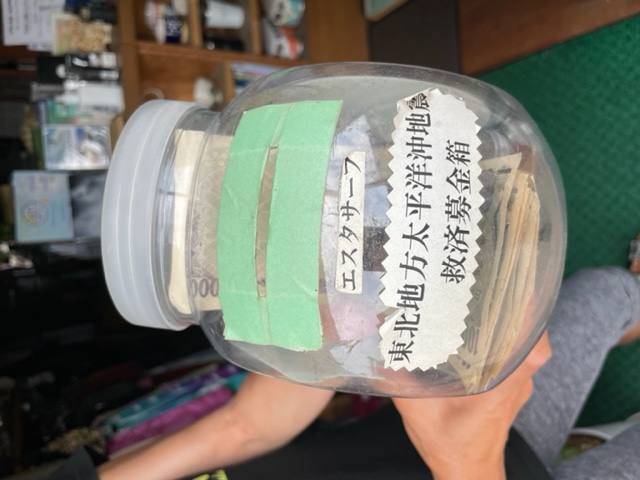 エスタサーフ
東北地方太平洋沖地震
救済募金箱
000